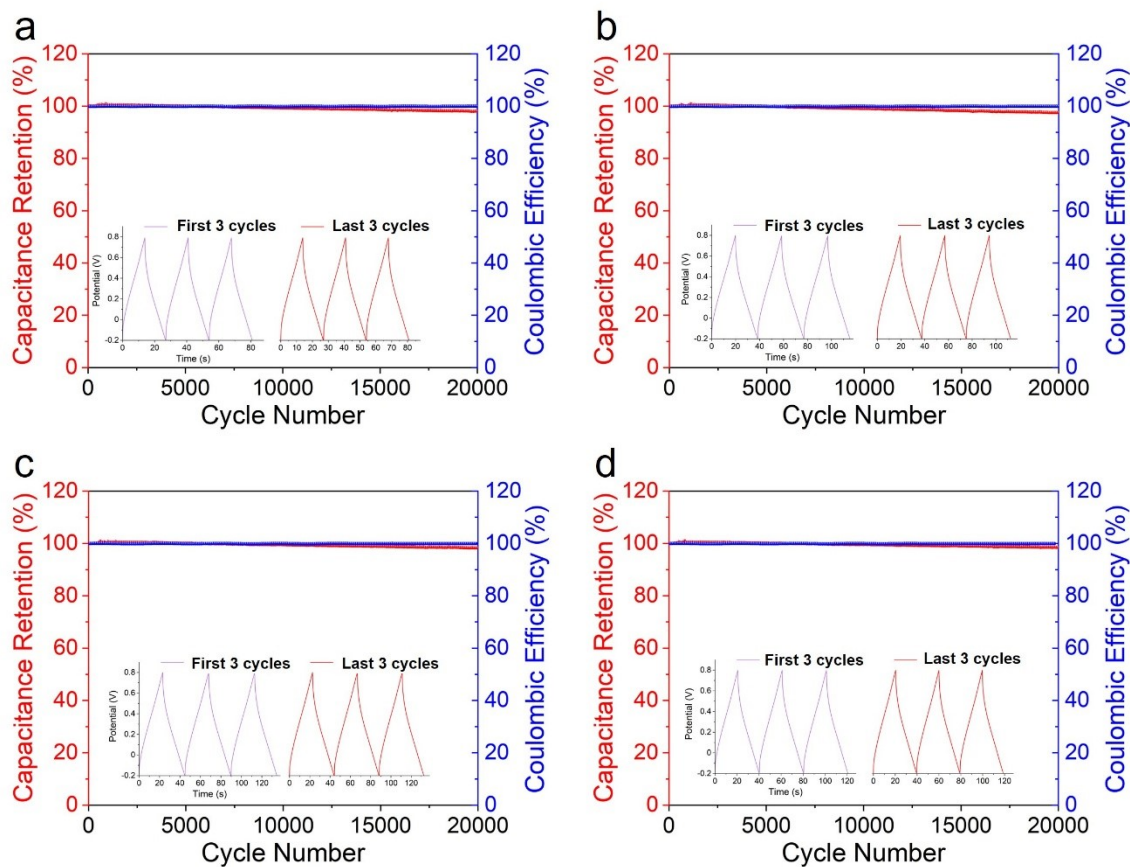 a
Capacitance Retention (%)
120
100
80
60
40
20
0
Coulombic Efficiency (%)
120
100
80
60
40
20
0
First 3 cycles
Last 3 cycles
Potential (V)
0.8
0.6
0.4
0.2
0
-0.2
0 20 40 60 80
Time (s)
0 10 20 30 40 50 60 70 80
0 5000 10000 15000 20000
Cycle Number
b
Capacitance Retention (%)
120
100
80
60
40
20
0
Coulombic Efficiency (%)
120
100
80
60
40
20
0
First 3 cycles
Last 3 cycles
Potential (V)
0.8
0.6
0.4
0.2
0
-0.2
0 20 40 60 80 100
Time (s)
0 20 40 60 80 100
0 5000 10000 15000 20000
Cycle Number
c
Capacitance Retention (%)
120
100
80
60
40
20
0
Coulombic Efficiency (%)
120
100
80
60
40
20
0
First 3 cycles
Last 3 cycles
Potential (V)
0.8
0.6
0.4
0.2
0
-0.2
0 20 40 60 80 100 120
Time (s)
0 20 40 60 80 100 120
0 5000 10000 15000 20000
Cycle Number
d
Capacitance Retention (%)
120
100
80
60
40
20
0
Coulombic Efficiency (%)
120
100
80
60
40
20
0
First 3 cycles
Last 3 cycles
Potential (V)
0.8
0.6
0.4
0.2
0
-0.2
0 20 40 60 80 100 120
Time (s)
0 20 40 60 80 100 120
0 5000 10000 15000 20000
Cycle Number